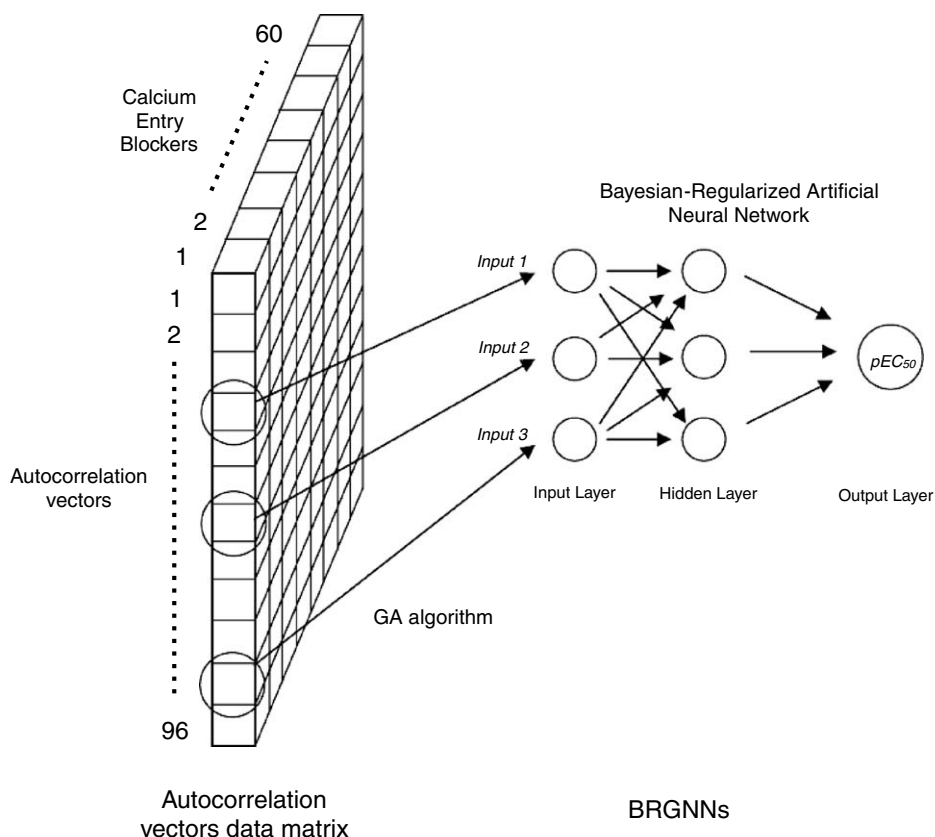 60
Calcium
Entry
Blockers
2
1
1
2
Autocorrelation
vectors
96
Autocorrelation
vectors data matrix
GA algorithm
Bayesian-Regularized Artificial
Neural Network
Input 1
Input 2
Input 3
pEC50
Input Layer
Hidden Layer
Output Layer
BRGNNs